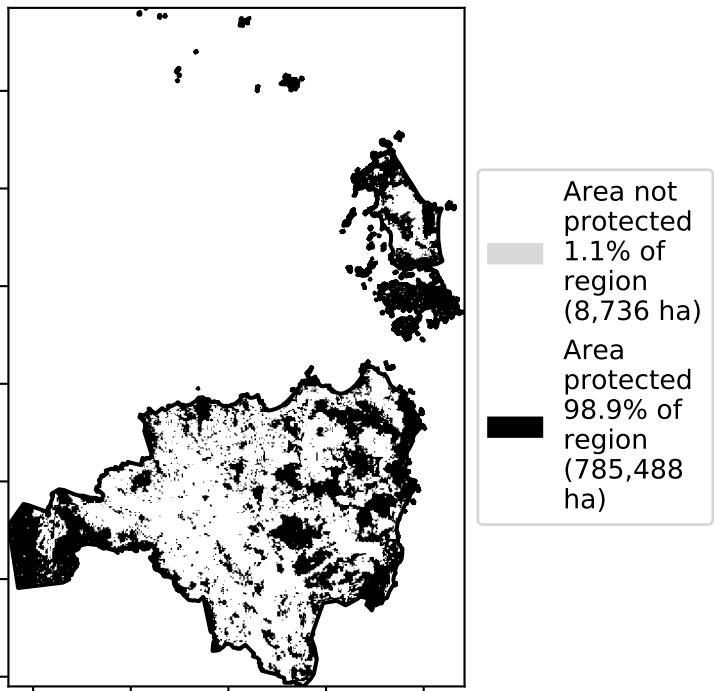 Area not
protected
1.1% of
region
(8,736 ha)
Area
protected
98.9% of
region
(785,488
ha)